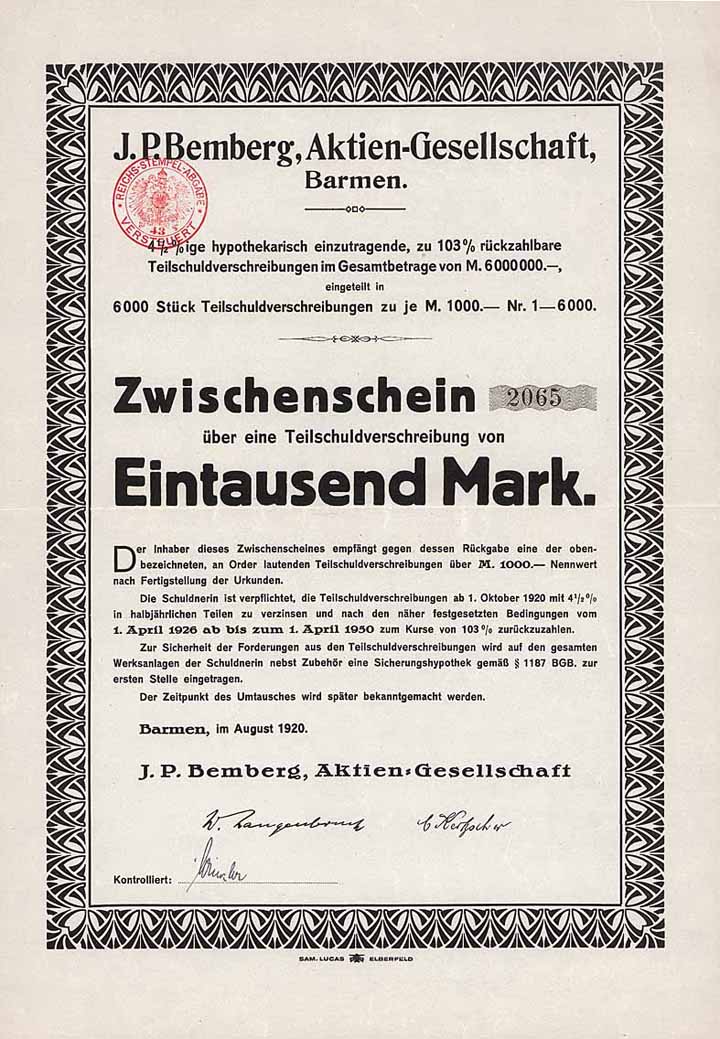 J. P. Bemberg, Aktien-Gesellschaft,
Barmen.
REICHS-STEMPEL-ABGABE
43
VERSTEUERT
4½%ige hypothekarisch einzutragende, zu 103% rückzahlbare
Teilschuldverschreibungen im Gesamtbetrage von M. 6000000.—,
eingeteilt in
6000 Stück Teilschuldverschreibungen zu je M. 1000.— Nr. 1—6000.
Zwischenschein 2065
über eine Teilschuldverschreibung von
Eintausend Mark.
Der Inhaber dieses Zwischenscheines empfängt gegen dessen Rückgabe eine der oben-
bezeichneten, an Order lautenden Teilschuldverschreibungen über M. 1000.— Nennwert
nach Fertigstellung der Urkunden.
Die Schuldnerin ist verpflichtet, die Teilschuldverschreibungen ab 1. Oktober 1920 mit 4½%
in halbjährlichen Teilen zu verzinsen und nach den näher festgesetzten Bedingungen vom
1. April 1926 ab bis zum 1. April 1950 zum Kurse von 103% zurückzuzahlen.
Zur Sicherheit der Forderungen aus den Teilschuldverschreibungen wird auf den gesamten
Werksanlagen der Schuldnerin nebst Zubehör eine Sicherungshypothek gemäß § 1187 BGB. zur
ersten Stelle eingetragen.
Der Zeitpunkt des Umtausches wird später bekanntgemacht werden.
Barmen, im August 1920.
J. P. Bemberg, Aktien-Gesellschaft
W. Langenbruch
Kontrolliert:
SAM. LUCAS ELBERFELD